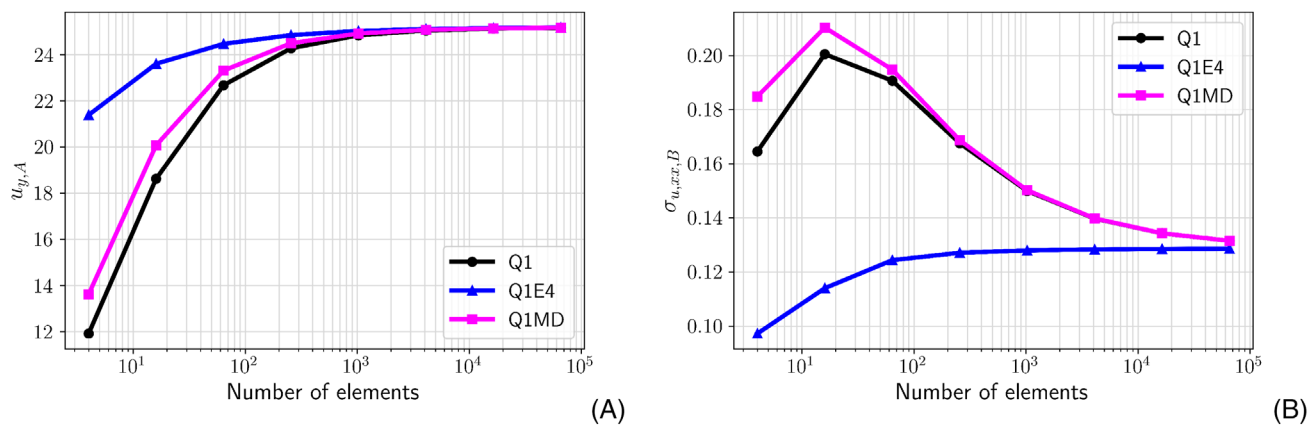 24
22
20
18
16
14
12
u_{y,A}
10^1 10^2 10^3 10^4 10^5
Number of elements
Q1
Q1E4
Q1MD
(A)
0.20
0.18
0.16
0.14
0.12
0.10
σ_{u,xx,B}
10^1 10^2 10^3 10^4 10^5
Number of elements
Q1
Q1E4
Q1MD
(B)